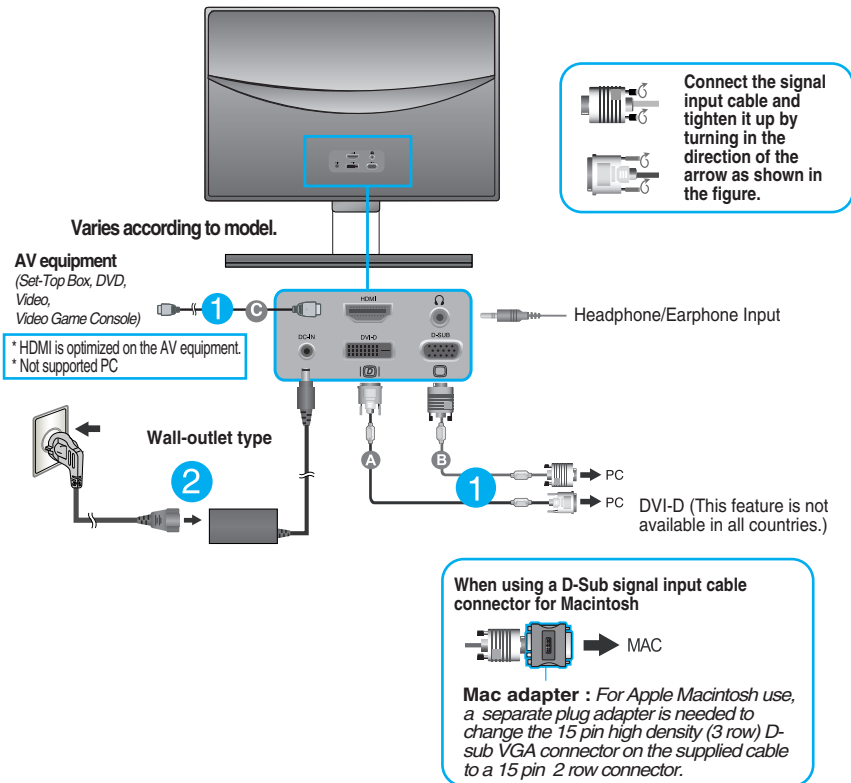 Connect the signal
input cable and
tighten it up by
turning in the
direction of the
arrow as shown in
the figure.
Varies according to model.
AV equipment
(Set-Top Box, DVD,
Video,
Video Game Console)
1
C
* HDMI is optimized on the AV equipment.
* Not supported PC
HDMI
DC-IN
DVI-D
D-SUB
Headphone/Earphone Input
Wall-outlet type
2
A
B
1
PC
PC
DVI-D (This feature is not
available in all countries.)
When using a D-Sub signal input cable
connector for Macintosh
MAC
Mac adapter : For Apple Macintosh use,
a separate plug adapter is needed to
change the 15 pin high density (3 row) D-
sub VGA connector on the supplied cable
to a 15 pin 2 row connector.